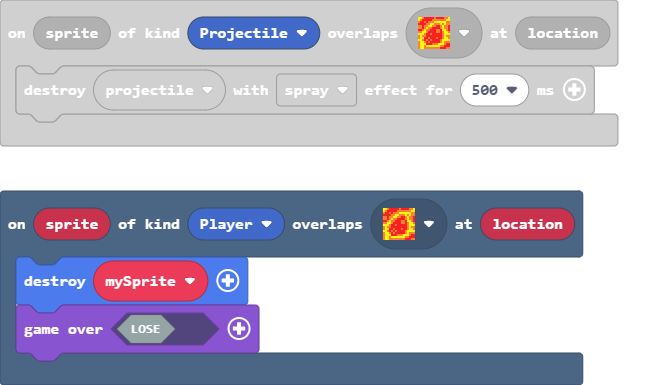 on sprite of kind Projectile overlaps at location
destroy projectile with spray effect for 500 ms
on sprite of kind Player overlaps at location
destroy mySprite
game over LOSE